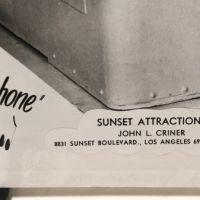 hone'
SUNSET ATTRACTION
JOHN L. CRINER
8831 SUNSET BOULEVARD., LOS ANGELES 69